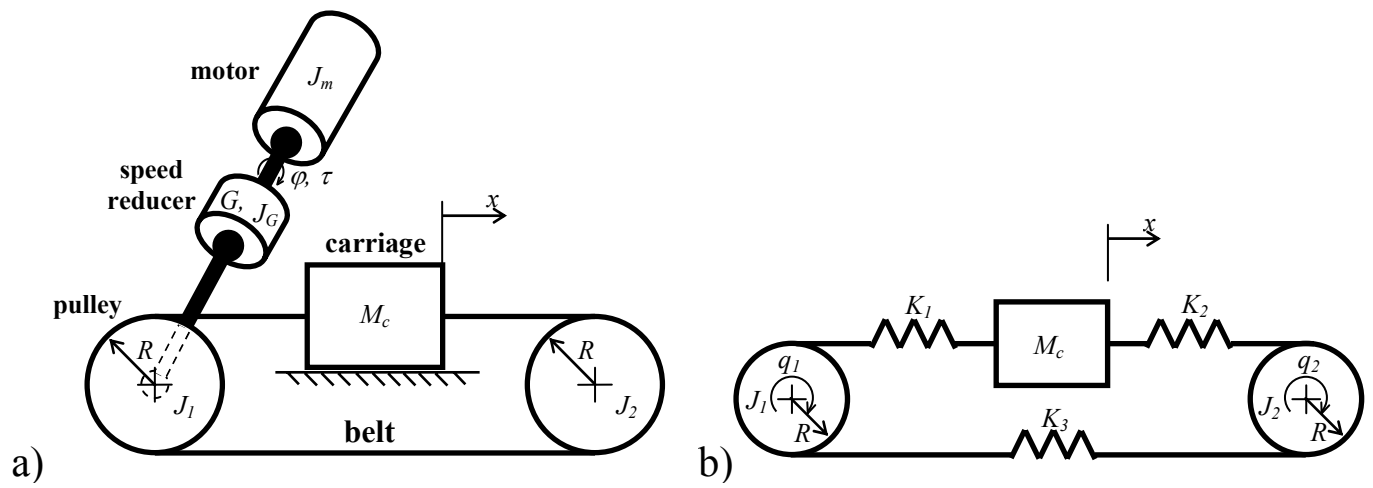 motor
J_m
speed
reducer
G, J_G
φ, τ
x
carriage
pulley
M_c
R
J_1
R
J_2
belt
a)
x
K_1
K_2
M_c
q_1
J_1
R
q_2
J_2
R
K_3
b)